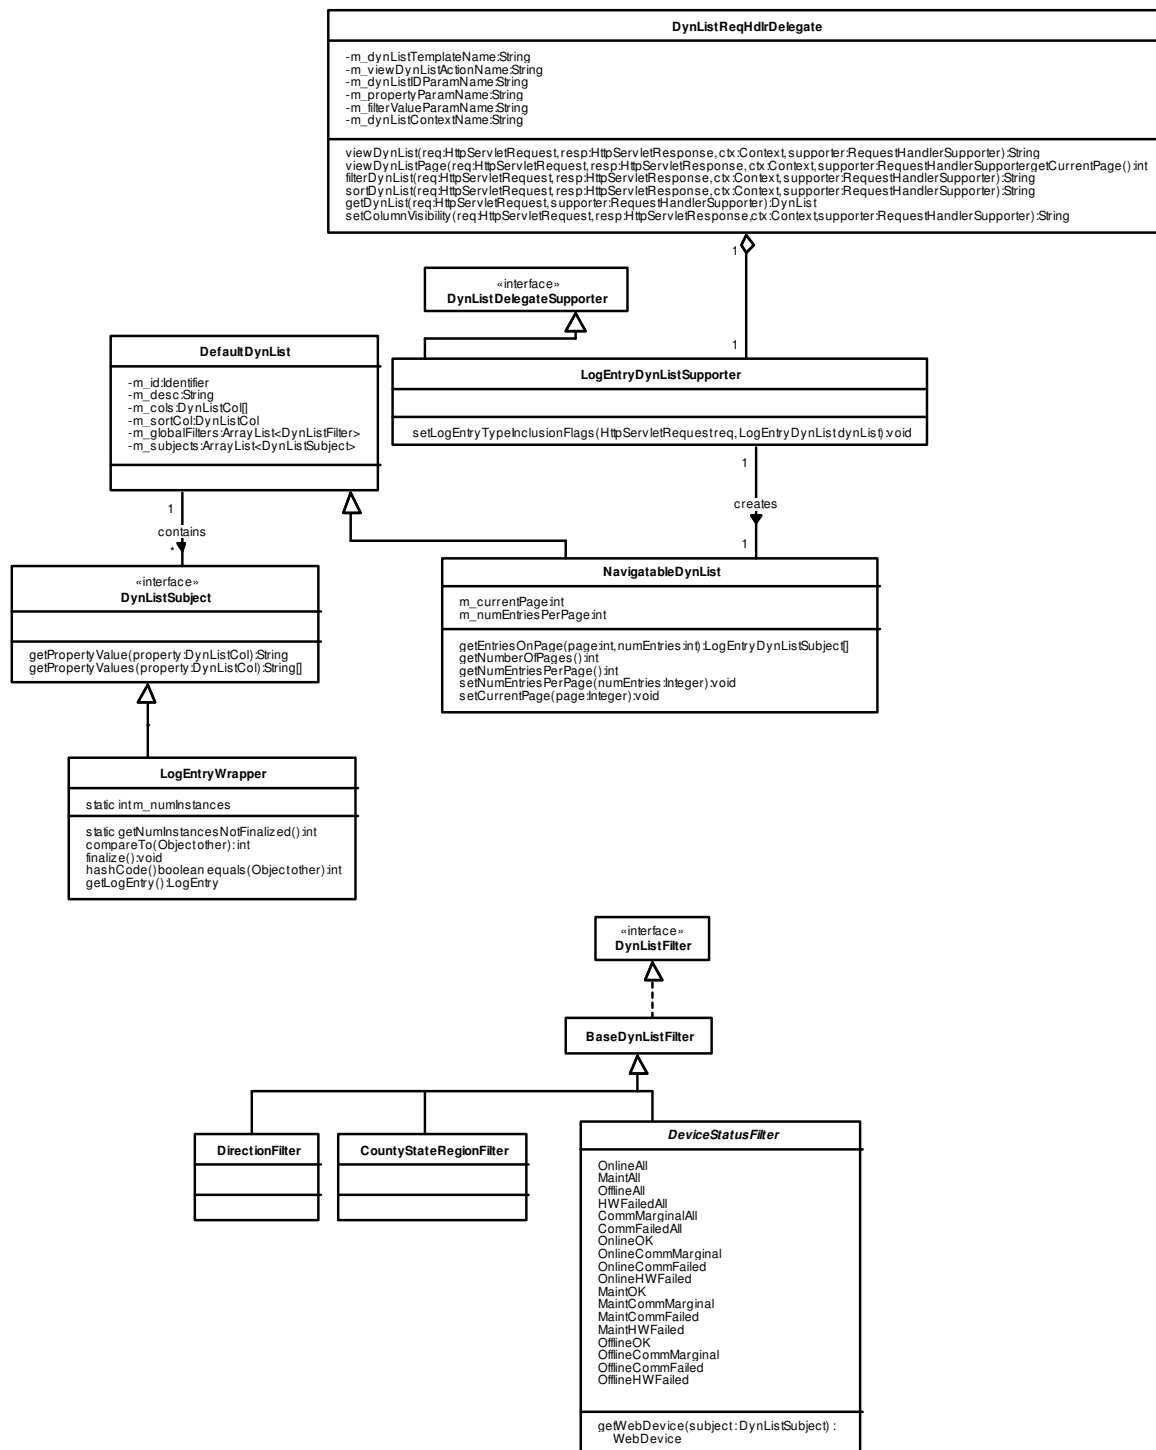 DynListReqHdlrDelegate
-m_dynListTemplateName:String
-m_viewDynListActionName:String
-m_dynListIDParamName:String
-m_propertyParamName:String
-m_filterValueParamName:String
-m_dynListContextName:String
viewDynList(req:HttpServletRequest,resp:HttpServletResponse,ctx:Context,supporter:RequestHandlerSupporter):String
viewDynListPage(req:HttpServletRequest,resp:HttpServletResponse,ctx:Context,supporter:RequestHandlerSupportergetCurrentPage():int
filterDynList(req:HttpServletRequest,resp:HttpServletResponse,ctx:Context,supporter:RequestHandlerSupporter):String
sortDynList(req:HttpServletRequest,resp:HttpServletResponse,ctx:Context,supporter:RequestHandlerSupporter):String
getDynList(req:HttpServletRequest,supporter:RequestHandlerSupporter):DynList
setColumnVisibility(req:HttpServletRequest,resp:HttpServletResponse,ctx:Context,supporter:RequestHandlerSupporter):String
1
«interface»
DynListDelegateSupporter
1
DefaultDynList
-m_id:Identifier
-m_desc:String
-m_cols:DynListCol[]
-m_sortCol:DynListCol
-m_globalFilters:ArrayList<DynListFilter>
-m_subjects:ArrayList<DynListSubject>
LogEntryDynListSupporter
setLogEntryTypeInclusionFlags(HttpServletRequest req, LogEntryDynList dynList):void
1
creates
1
1
contains
*
«interface»
DynListSubject
getPropertyValue(property:DynListCol):String
getPropertyValues(property:DynListCol):String[]
NavigatableDynList
m_currentPage:int
m_numEntriesPerPage:int
getEntriesOnPage(page:int,numEntries:int):LogEntryDynListSubject[]
getNumberOfPages():int
getNumEntriesPerPage():int
setNumEntriesPerPage(numEntries:Integer):void
setCurrentPage(page:Integer):void
LogEntryWrapper
static int m_numInstances
static getNumInstancesNotFinalized():int
compareTo(Object other): int
finalize():void
hashCode()boolean equals(Object other):int
getLogEntry():LogEntry
«interface»
DynListFilter
BaseDynListFilter
DirectionFilter
CountyStateRegionFilter
DeviceStatusFilter
OnlineAll
MaintAll
OfflineAll
HWFailedAll
CommMarginalAll
CommFailedAll
OnlineOK
OnlineCommMarginal
OnlineCommFailed
OnlineHWFailed
MaintOK
MaintCommMarginal
MaintCommFailed
MaintHWFailed
OfflineOK
OfflineCommMarginal
OfflineCommFailed
OfflineHWFailed
getWebDevice(subject : DynListSubject) :
WebDevice